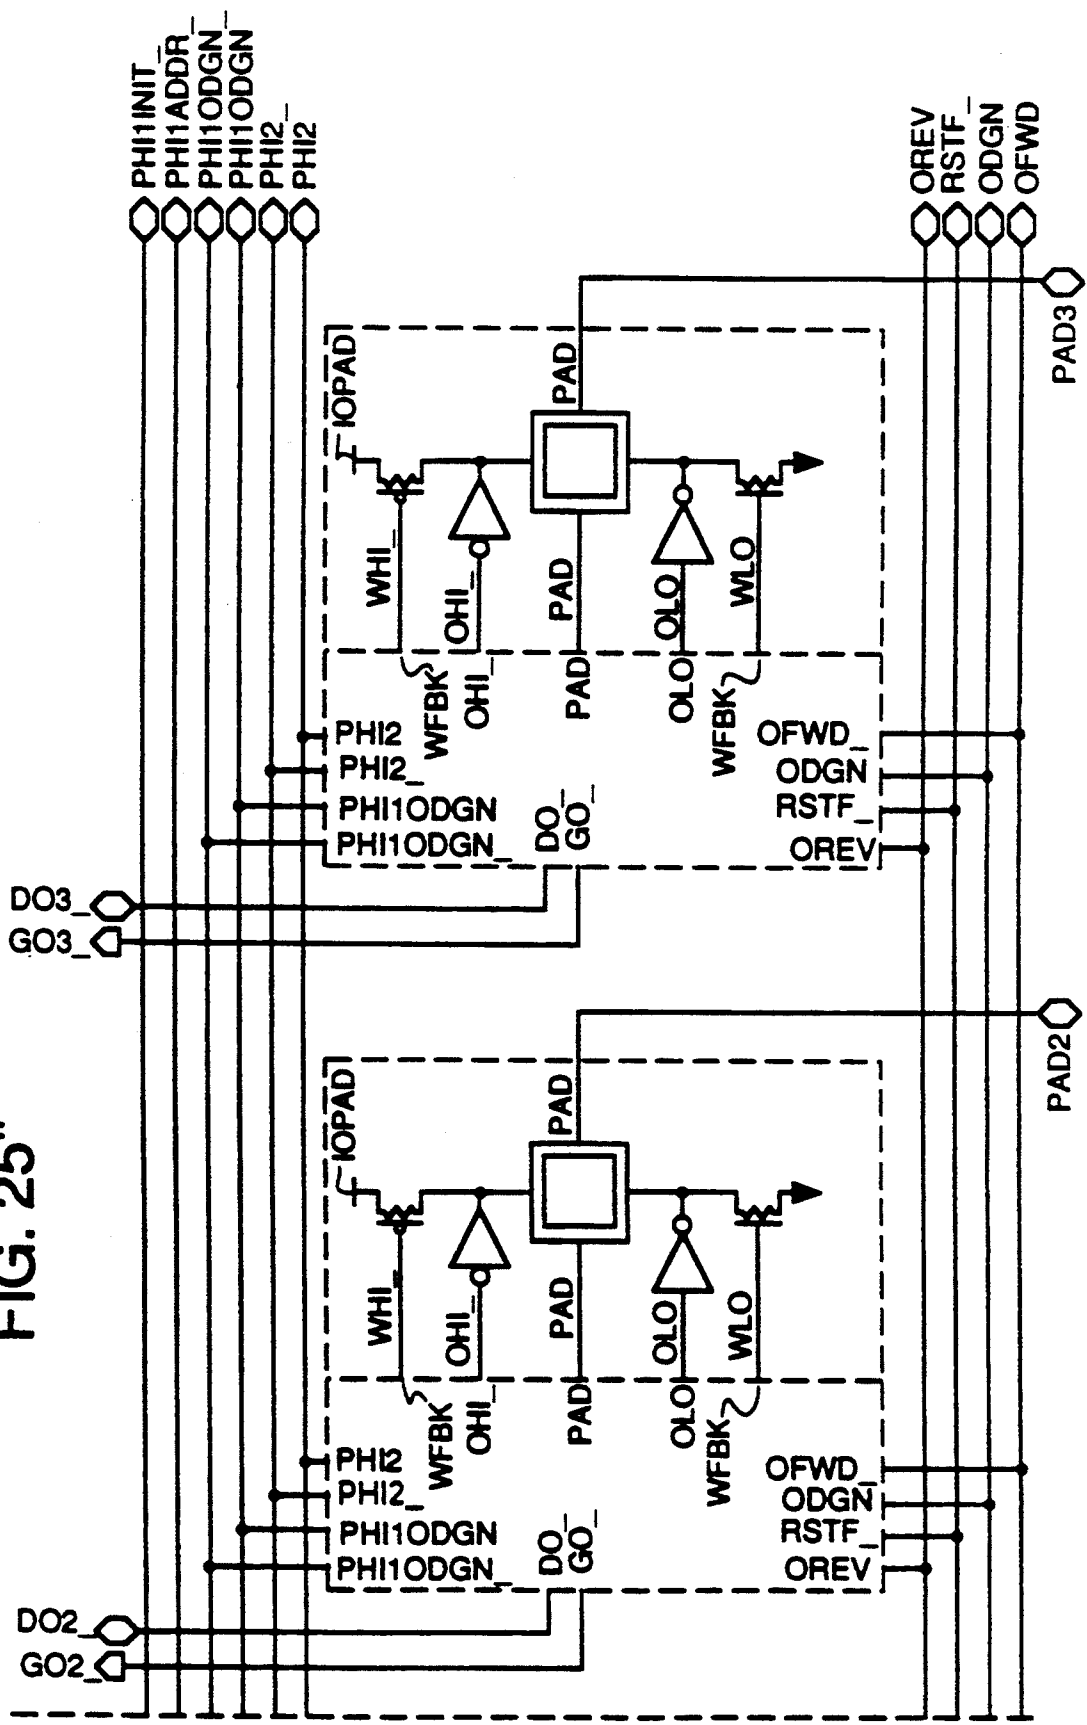 FIG. 25"
PHI1INIT_
PHI1ADDR_
PHI1ODGN_
PHI1ODGN
PHI2_
PHI2
DO3_
GO3_
IOPAD
WHI_
OHI_
PAD
PAD
OLO
WLO
WFBK
OHI_
PAD
OLO
WFBK
PHI2
PHI2_
PHI1ODGN
PHI1ODGN_
DO_
GO_
OFWD_
ODGN
RSTF_
OREV
OREV
RSTF_
ODGN
OFWD
PAD3
DO2_
GO2_
IOPAD
WHI_
OHI_
PAD
PAD
OLO
WLO
WFBK
OHI_
PAD
OLO
WFBK
PHI2
PHI2_
PHI1ODGN
PHI1ODGN_
DO_
GO_
OFWD_
ODGN
RSTF_
OREV
PAD2